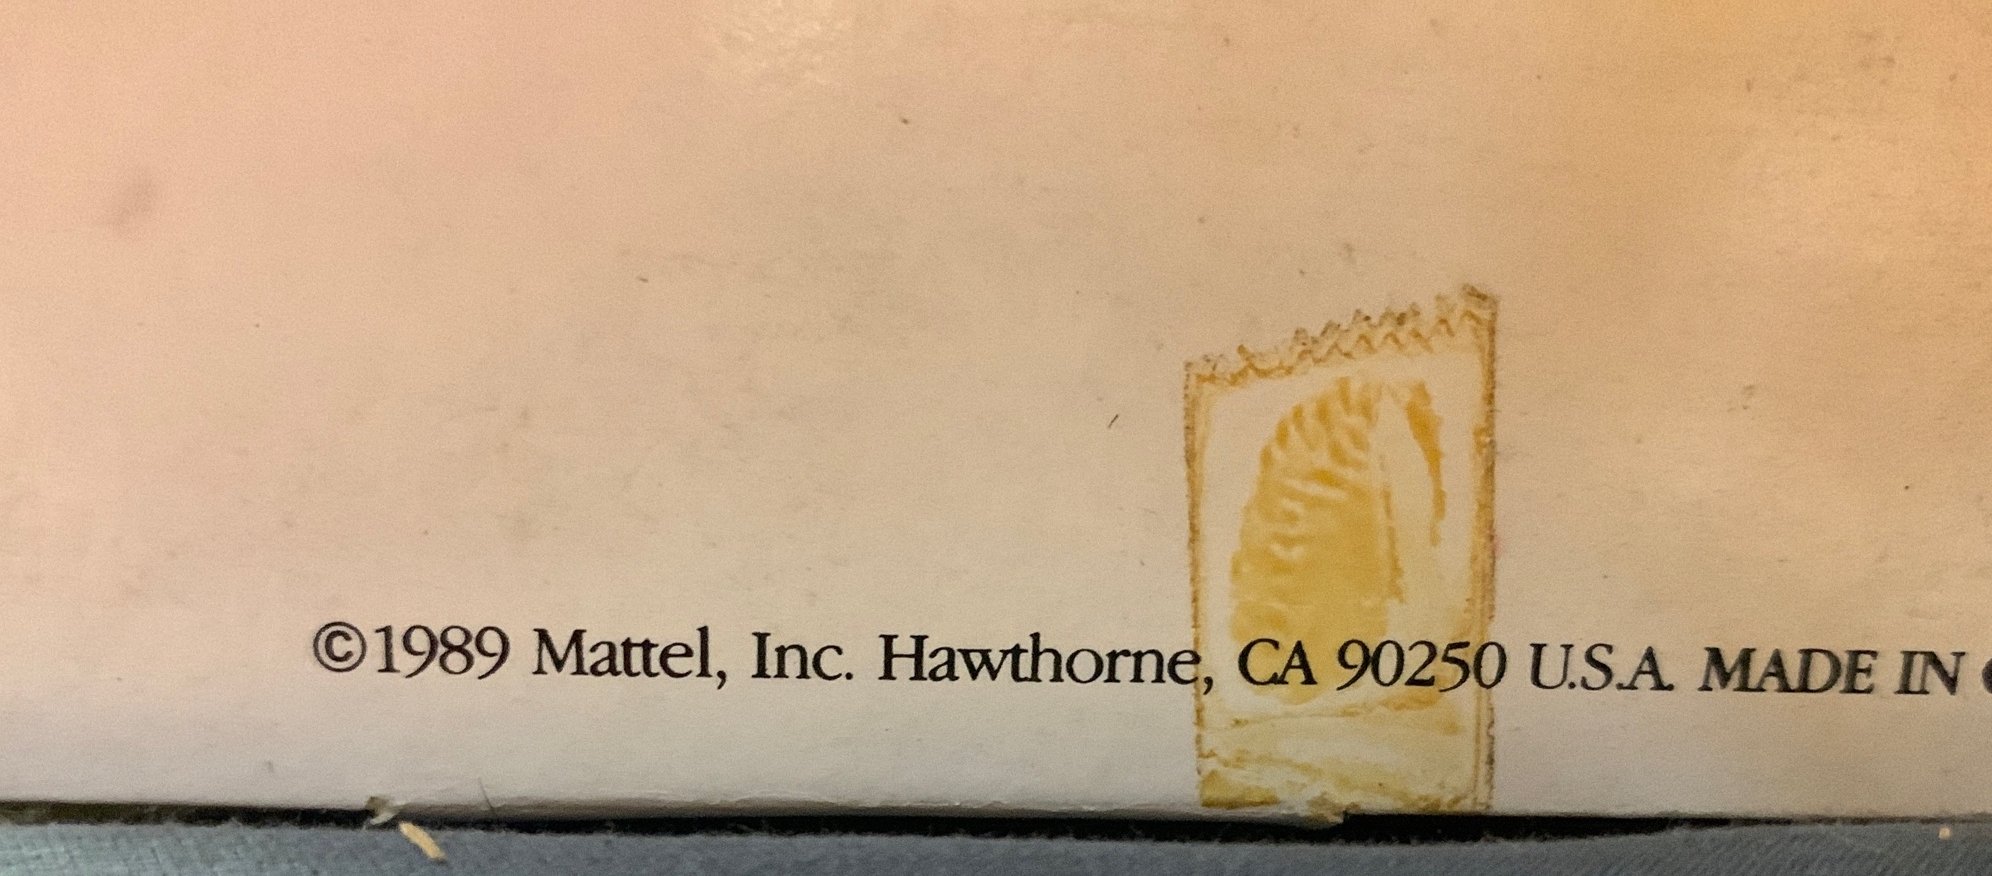 ©1989 Mattel, Inc. Hawthorne, CA 90250 U.S.A. MADE IN